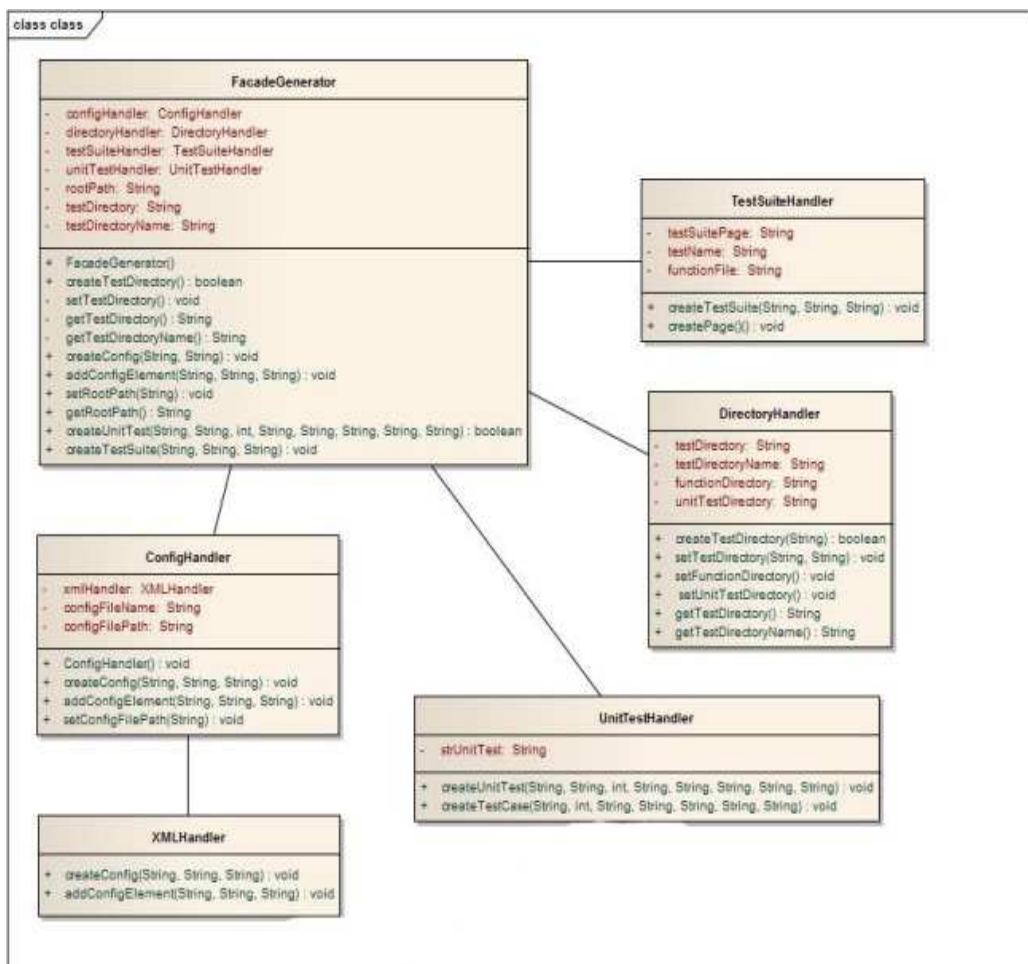 class class
FacadeGenerator
- configHandler: ConfigHandler
- directoryHandler: DirectoryHandler
- testSuiteHandler: TestSuiteHandler
- unitTestHandler: UnitTestHandler
- rootPath: String
- testDirectory: String
- testDirectoryName: String
+ FacadeGenerator()
+ createTestDirectory() : boolean
- setTestDirectory() : void
- getTestDirectory() : String
- getTestDirectoryName() : String
+ createConfig(String, String) : void
+ addConfigElement(String, String, String) : void
+ setRootPath(String) : void
+ getRootPath() : String
+ createUnitTest(String, String, int, String, String, String, String, String) : boolean
+ createTestSuite(String, String, String) : void
TestSuiteHandler
- testSuitePage: String
- testName: String
- functionFile: String
+ createTestSuite(String, String, String) : void
+ createPage()() : void
DirectoryHandler
- testDirectory: String
- testDirectoryName: String
- functionDirectory: String
- unitTestDirectory: String
+ createTestDirectory(String) : boolean
+ setTestDirectory(String, String) : void
+ setFunctionDirectory() : void
+ setUnitTestDirectory() : void
+ getTestDirectory() : String
+ getTestDirectoryName() : String
ConfigHandler
- xmlHandler: XMLHandler
- configFileName: String
- configFilePath: String
+ ConfigHandler() : void
+ createConfig(String, String, String) : void
+ addConfigElement(String, String, String) : void
+ setConfigFilePath(String) : void
UnitTestHandler
- strUnitTest: String
+ createUnitTest(String, String, int, String, String, String, String, String) : void
+ createTestCase(String, int, String, String, String, String, String) : void
XMLHandler
+ createConfig(String, String, String) : void
+ addConfigElement(String, String, String) : void